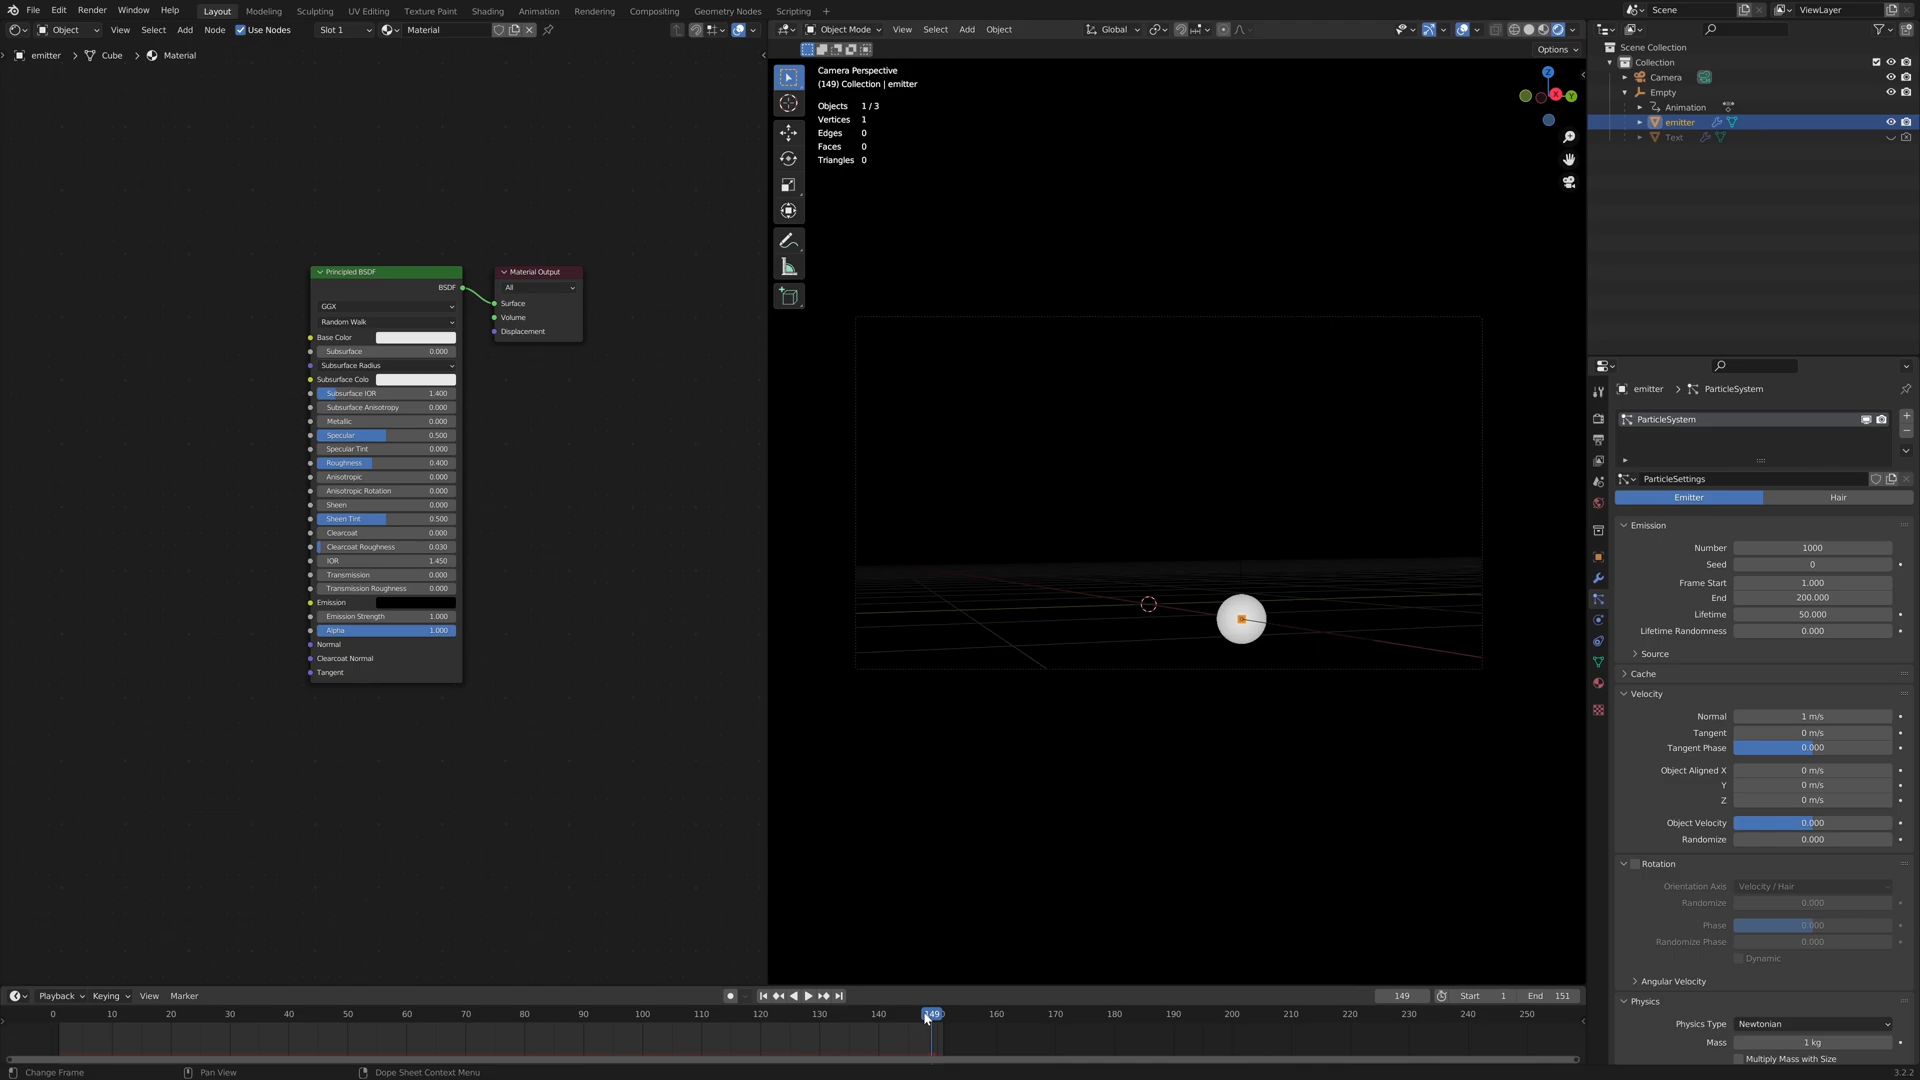 File Edit Render Window Help Layout Modeling Sculpting UV Editing Texture Paint Shading Animation Rendering Compositing Geometry Nodes Scripting + Scene ViewLayer
Object View Select Add Node Use Nodes Slot 1 Material
Object Mode View Select Add Object Global
Options
emitter > Cube > Material
Camera Perspective
(149) Collection | emitter
Objects 1 / 3
Vertices 1
Edges 0
Faces 0
Triangles 0
Z
X
Y
Scene Collection
Collection
Camera
Empty
Animation
emitter
Text
Principled BSDF
BSDF
GGX
Random Walk
Base Color
Subsurface 0.000
Subsurface Radius
Subsurface Colo
Subsurface IOR 1.400
Subsurface Anisotropy 0.000
Metallic 0.000
Specular 0.500
Specular Tint 0.000
Roughness 0.400
Anisotropic 0.000
Anisotropic Rotation 0.000
Sheen 0.000
Sheen Tint 0.500
Clearcoat 0.000
Clearcoat Roughness 0.030
IOR 1.450
Transmission 0.000
Transmission Roughness 0.000
Emission
Emission Strength 1.000
Alpha 1.000
Normal
Clearcoat Normal
Tangent
Material Output
All
Surface
Volume
Displacement
emitter > ParticleSystem
ParticleSystem
ParticleSettings
Emitter Hair
Emission
Number 1000
Seed 0
Frame Start 1.000
End 200.000
Lifetime 50.000
Lifetime Randomness 0.000
Source
Cache
Velocity
Normal 1 m/s
Tangent 0 m/s
Tangent Phase 0.000
Object Aligned X 0 m/s
Y 0 m/s
Z 0 m/s
Object Velocity 0.000
Randomize 0.000
Rotation
Orientation Axis Velocity / Hair
Randomize 0.000
Phase 0.000
Randomize Phase 0.000
Dynamic
Angular Velocity
Physics
Physics Type Newtonian
Mass 1 kg
Multiply Mass with Size
Playback Keying View Marker 149 Start 1 End 151
0 10 20 30 40 50 60 70 80 90 100 110 120 130 140 149 160 170 180 190 200 210 220 230 240 250
Change Frame Pan View Dope Sheet Context Menu 3.2.2